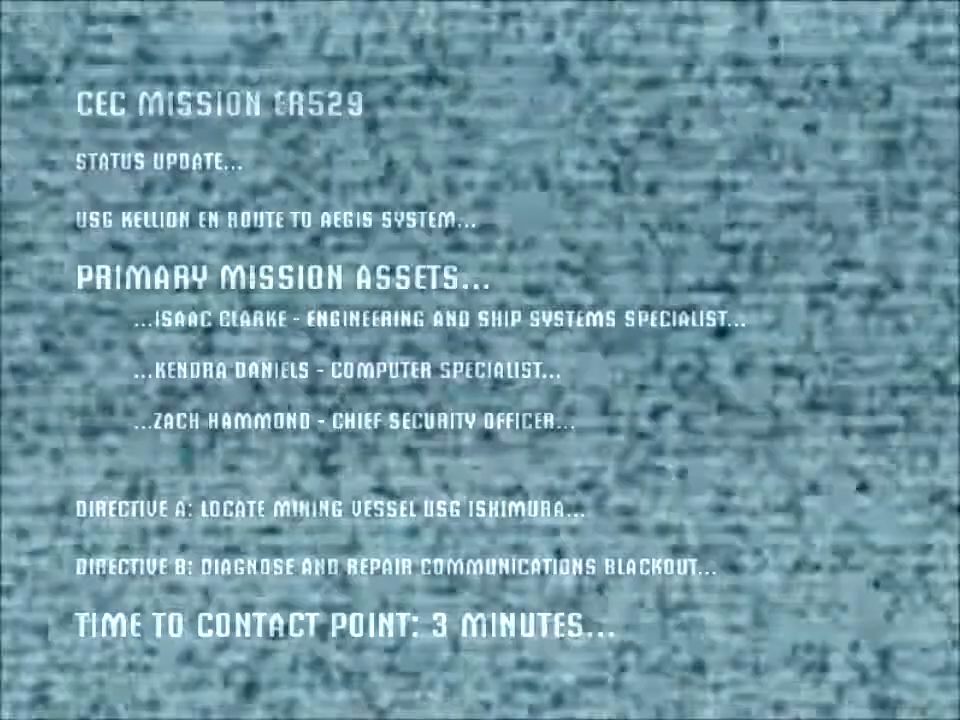 CEC MISSION ER529
STATUS UPDATE...
USG KELLION EN ROUTE TO AEGIS SYSTEM...
PRIMARY MISSION ASSETS...
...ISAAC CLARKE - ENGINEERING AND SHIP SYSTEMS SPECIALIST...
...KENDRA DANIELS - COMPUTER SPECIALIST...
...ZACH HAMMOND - CHIEF SECURITY OFFICER...
DIRECTIVE A: LOCATE MINING VESSEL USG ISHIMURA...
DIRECTIVE B: DIAGNOSE AND REPAIR COMMUNICATIONS BLACKOUT...
TIME TO CONTACT POINT: 3 MINUTES...